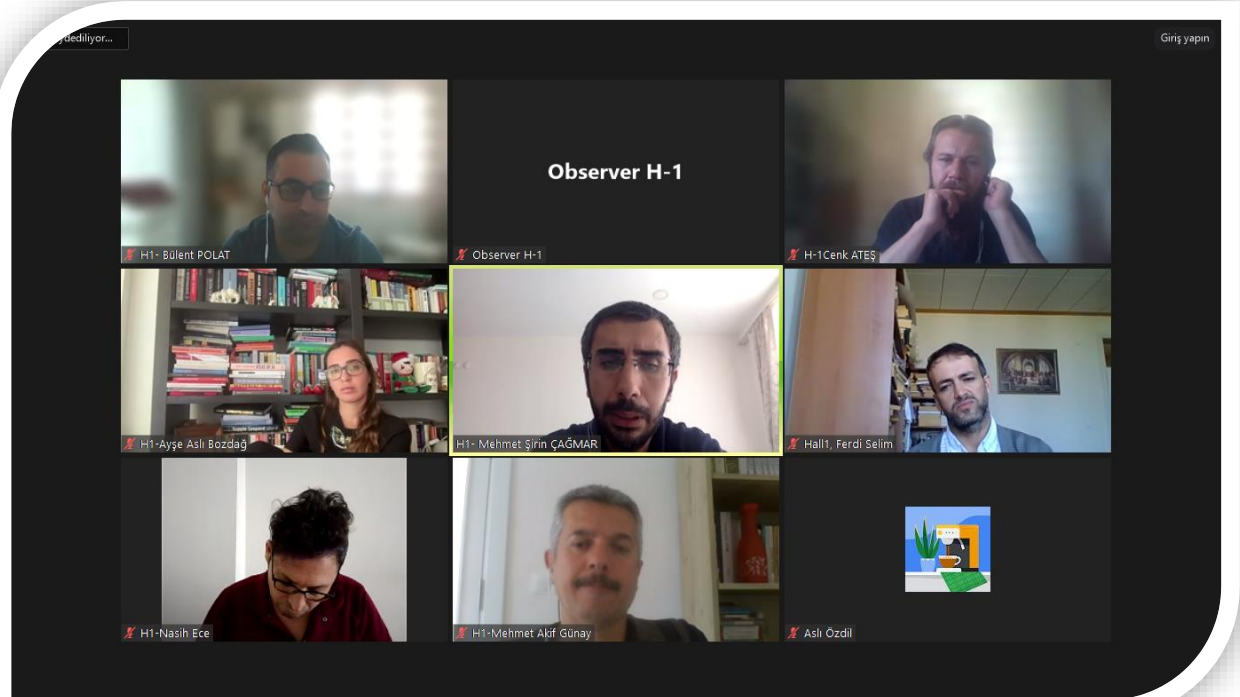 ydediliyor...
Giriş yapın
Observer H-1
H1- Bülent POLAT
Observer H-1
H-1Cenk ATEŞ
H1-Ayşe Aslı Bozdağ
H1- Mehmet Şirin ÇAĞMAR
Hall1, Ferdi Selim
H1-Nasih Ece
H1-Mehmet Akif Günay
Aslı Özdil